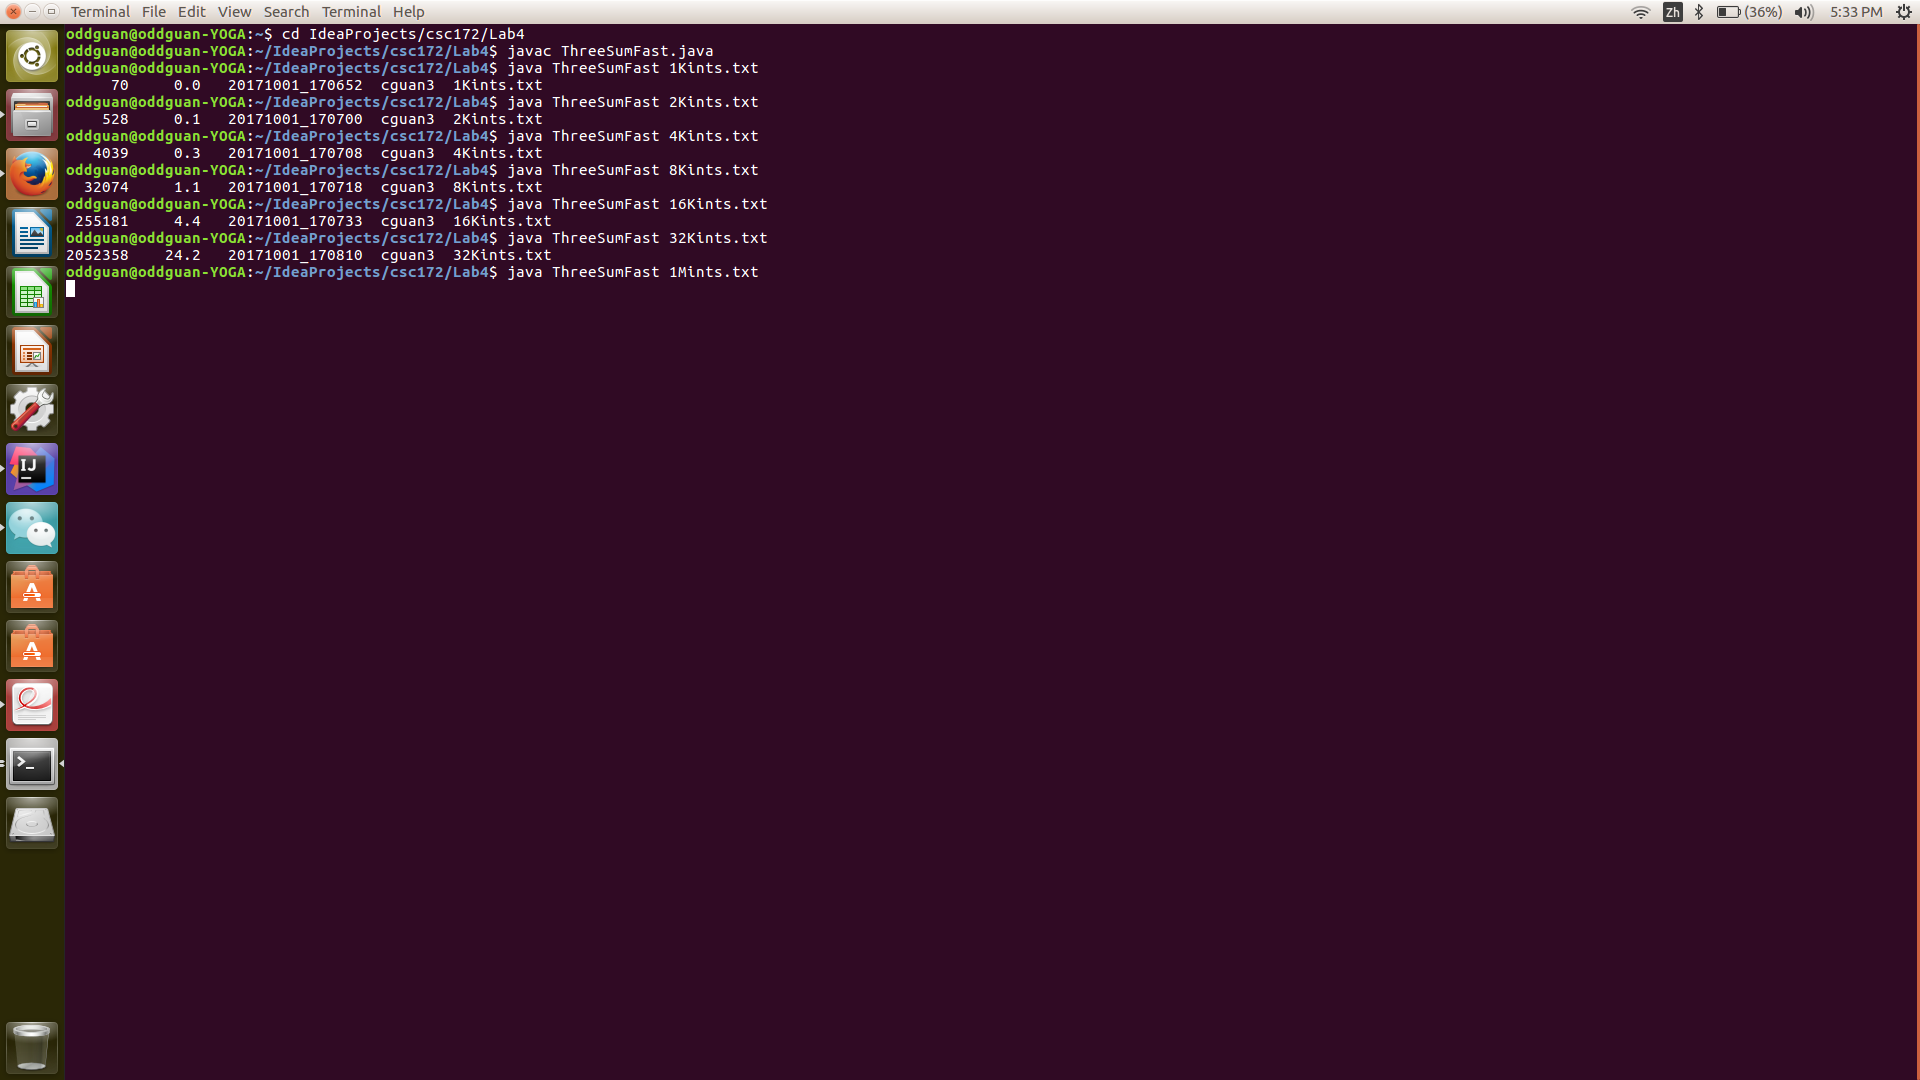 Terminal File Edit View Search Terminal Help Zh (36%) 5:33 PM
oddguan@oddguan-YOGA:~$ cd IdeaProjects/csc172/Lab4
oddguan@oddguan-YOGA:~/IdeaProjects/csc172/Lab4$ javac ThreeSumFast.java
oddguan@oddguan-YOGA:~/IdeaProjects/csc172/Lab4$ java ThreeSumFast 1Kints.txt
70 0.0 20171001_170652 cguan3 1Kints.txt
oddguan@oddguan-YOGA:~/IdeaProjects/csc172/Lab4$ java ThreeSumFast 2Kints.txt
528 0.1 20171001_170700 cguan3 2Kints.txt
oddguan@oddguan-YOGA:~/IdeaProjects/csc172/Lab4$ java ThreeSumFast 4Kints.txt
4039 0.3 20171001_170708 cguan3 4Kints.txt
oddguan@oddguan-YOGA:~/IdeaProjects/csc172/Lab4$ java ThreeSumFast 8Kints.txt
32074 1.1 20171001_170718 cguan3 8Kints.txt
oddguan@oddguan-YOGA:~/IdeaProjects/csc172/Lab4$ java ThreeSumFast 16Kints.txt
255181 4.4 20171001_170733 cguan3 16Kints.txt
oddguan@oddguan-YOGA:~/IdeaProjects/csc172/Lab4$ java ThreeSumFast 32Kints.txt
2052358 24.2 20171001_170810 cguan3 32Kints.txt
oddguan@oddguan-YOGA:~/IdeaProjects/csc172/Lab4$ java ThreeSumFast 1Mints.txt
IJ